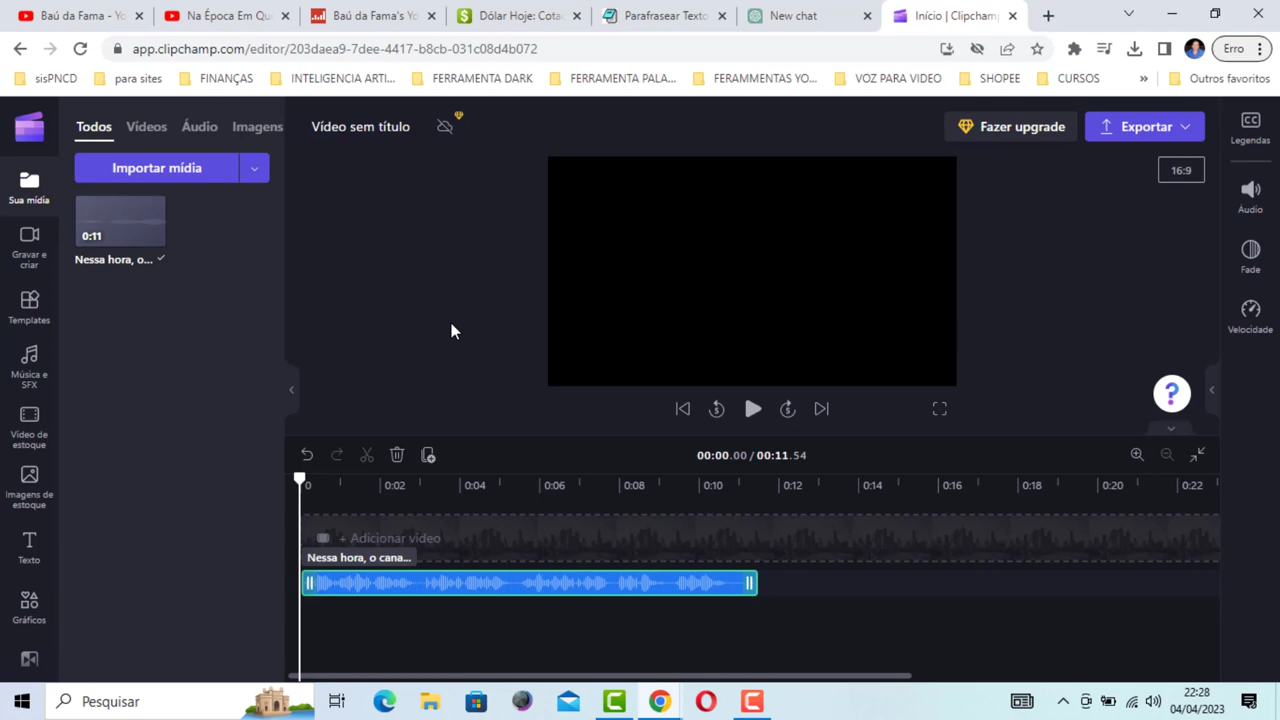 Baú da Fama - Yo
Na Época Em Qu
Baú da Fama's Yo
Dólar Hoje: Cota
Parafrasear Texto
New chat
Início | Clipcham
app.clipchamp.com/editor/203daea9-7dee-4417-b8cb-031c08d4b072
Erro
sisPNCD
para sites
FINANÇAS
INTELIGENCIA ARTI...
FERRAMENTA DARK
FERRAMENTA PALA...
FERAMMENTAS YO...
VOZ PARA VIDEO
SHOPEE
CURSOS
»
Outros favoritos
Todos
Vídeos
Áudio
Imagens
Vídeo sem título
Fazer upgrade
Exportar
CC
Legendas
Importar mídia
16:9
Sua mídia
0:11
Nessa hora, o...
Gravar e
criar
Templates
Música e
SFX
Vídeo de
estoque
Imagens de
estoque
Texto
Gráficos
Áudio
Fade
Velocidade
5
5
?
00:00.00 / 00:11.54
0
0:02
0:04
0:06
0:08
0:10
0:12
0:14
0:16
0:18
0:20
0:22
+ Adicionar vídeo
Nessa hora, o cana...
Pesquisar
22:28
04/04/2023